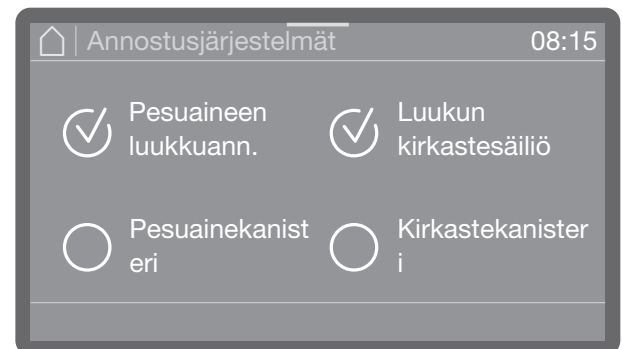 Annostusjärjestelmät 08:15
Pesuaineen
luukkuann.
Luukun
kirkastesäiliö
Pesuainekanist
eri
Kirkastekanister
i